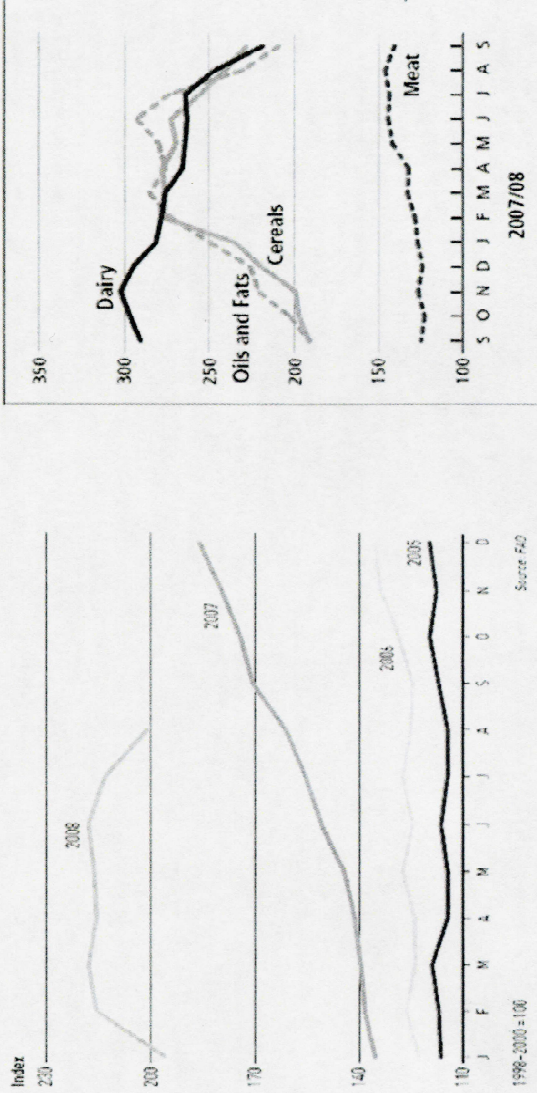 Index
230
200
170
140
110
2008
2007
2006
2005
J F M A M J J A S O N D
1998-2000 = 100
Source: FAO
350
300
250
200
150
100
Dairy
Oils and Fats
Cereals
Meat
S O N D J F M A M J J A S
2007/08